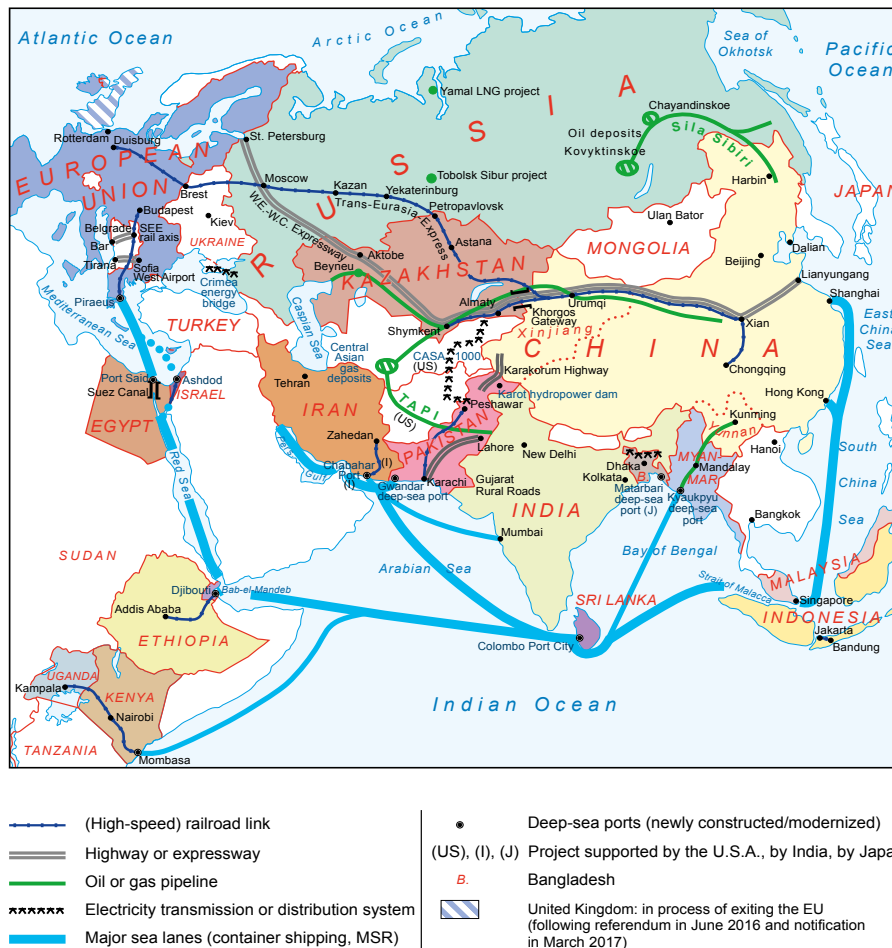 Atlantic Ocean
Arctic Ocean
Sea of
Okhotsk
Pacific
Ocean
Yamal LNG project
Chayandinskoe
Oil deposits
Kovyktinskoe
Sila Sibiri
RUSSIA
Rotterdam
Duisburg
St. Petersburg
EUROPEAN
UNION
Moscow
Kazan
Tobolsk Sibur project
Yekaterinburg
Trans-Eurasia-Express
Petropavlovsk
Harbin
JAPAN
Brest
Budapest
Kiev
WE-W.C. Expressway
Ulan Bator
Belgrade
SEE
rail axis
Bar
UKRAINE
Astana
MONGOLIA
Dalian
Tirana
Sofia
West Airport
Aktobe
Beyneu
KAZAKHSTAN
Beijing
Crimea
energy
bridge
Lianyungang
Piraeus
Mediterranean Sea
Caspian Sea
Almaty
Urumqi
Shanghai
Khorgos
Gateway
TURKEY
Shymkent
Xinjiang
Xian
East
China
Sea
Central
Asian
gas
deposits
CASA 1000
(US)
CHINA
Port Said
Ashdod
Suez Canal
ISRAEL
Tehran
Karakorum Highway
Chongqing
TAPI
(US)
Karot hydropower dam
Hong Kong
IRAN
Peshawar
EGYPT
PAKISTAN
Kunming
Ynnan
Zahedan
Lahore
New Delhi
MYAN-
MAR
Hanoi
South
China
Sea
Pers.
Gulf
Chabahar
Port
(I)
(I)
Dhaka
B.
Mandalay
Red Sea
Gwandar
deep-sea port
Karachi
Gujarat
Rural Roads
Kolkata
Matarbari
deep-sea
port (J)
Kyaukpyu
deep-sea
port
INDIA
Bangkok
Mumbai
SUDAN
Arabian Sea
Bay of Bengal
MALAYSIA
Djibouti
Bab-el-Mandeb
Strait of Malacca
SRI LANKA
Singapore
Addis Ababa
INDONESIA
ETHIOPIA
Colombo Port City
Jakarta
Bandung
UGANDA
Kampala
KENYA
Indian Ocean
Nairobi
TANZANIA
Mombasa
(High-speed) railroad link
Highway or expressway
Oil or gas pipeline
Electricity transmission or distribution system
Major sea lanes (container shipping, MSR)
Deep-sea ports (newly constructed/modernized)
(US), (I), (J) Project supported by the U.S.A., by India, by Japa
B. Bangladesh
United Kingdom: in process of exiting the EU
(following referendum in June 2016 and notification
in March 2017)